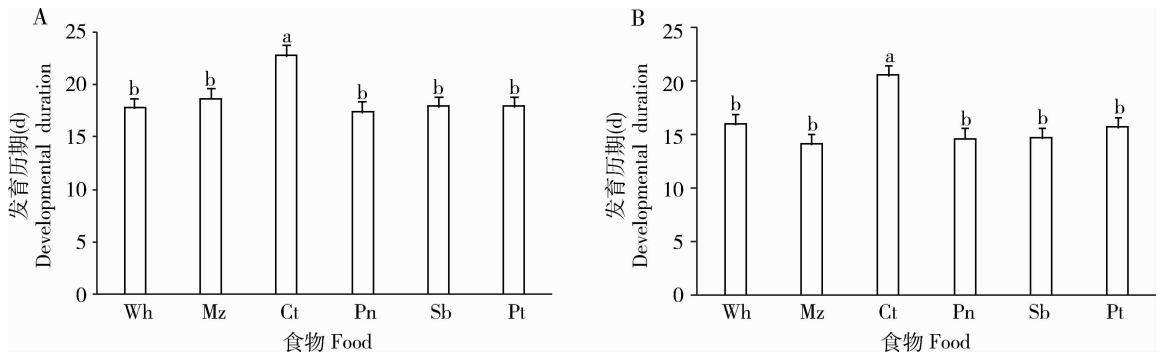 A
发育历期(d)
Developmental duration
25
20
15
10
5
0
b
b
a
b
b
b
Wh Mz Ct Pn Sb Pt
食物 Food
B
发育历期(d)
Developmental duration
25
20
15
10
5
0
b
b
a
b
b
b
Wh Mz Ct Pn Sb Pt
食物 Food